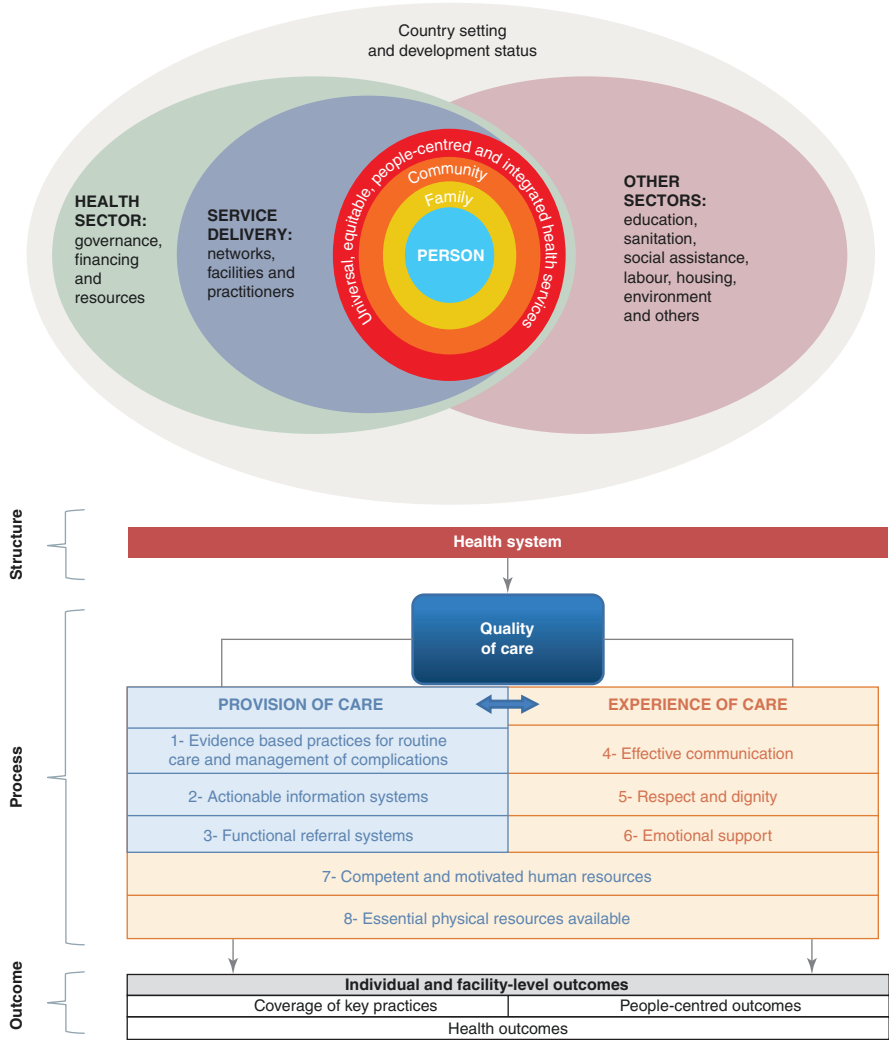 Country setting
and development status
HEALTH
SECTOR:
governance,
financing
and
resources
SERVICE
DELIVERY:
networks,
facilities and
practitioners
Universal, equitable, people-centred and integrated health services
Community
Family
PERSON
OTHER
SECTORS:
education,
sanitation,
social assistance,
labour, housing,
environment
and others
Structure
Health system
Process
Quality
of care
PROVISION OF CARE
EXPERIENCE OF CARE
1- Evidence based practices for routine
care and management of complications
4- Effective communication
2- Actionable information systems
5- Respect and dignity
3- Functional referral systems
6- Emotional support
7- Competent and motivated human resources
8- Essential physical resources available
Outcome
Individual and facility-level outcomes
Coverage of key practices
People-centred outcomes
Health outcomes